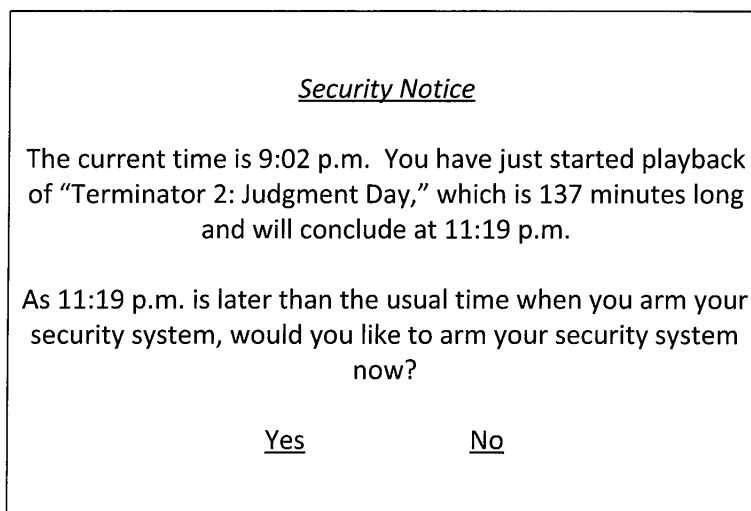 Security Notice
The current time is 9:02 p.m.  You have just started playback
of “Terminator 2: Judgment Day,” which is 137 minutes long
and will conclude at 11:19 p.m.
As 11:19 p.m. is later than the usual time when you arm your
security system, would you like to arm your security system
now?
Yes No